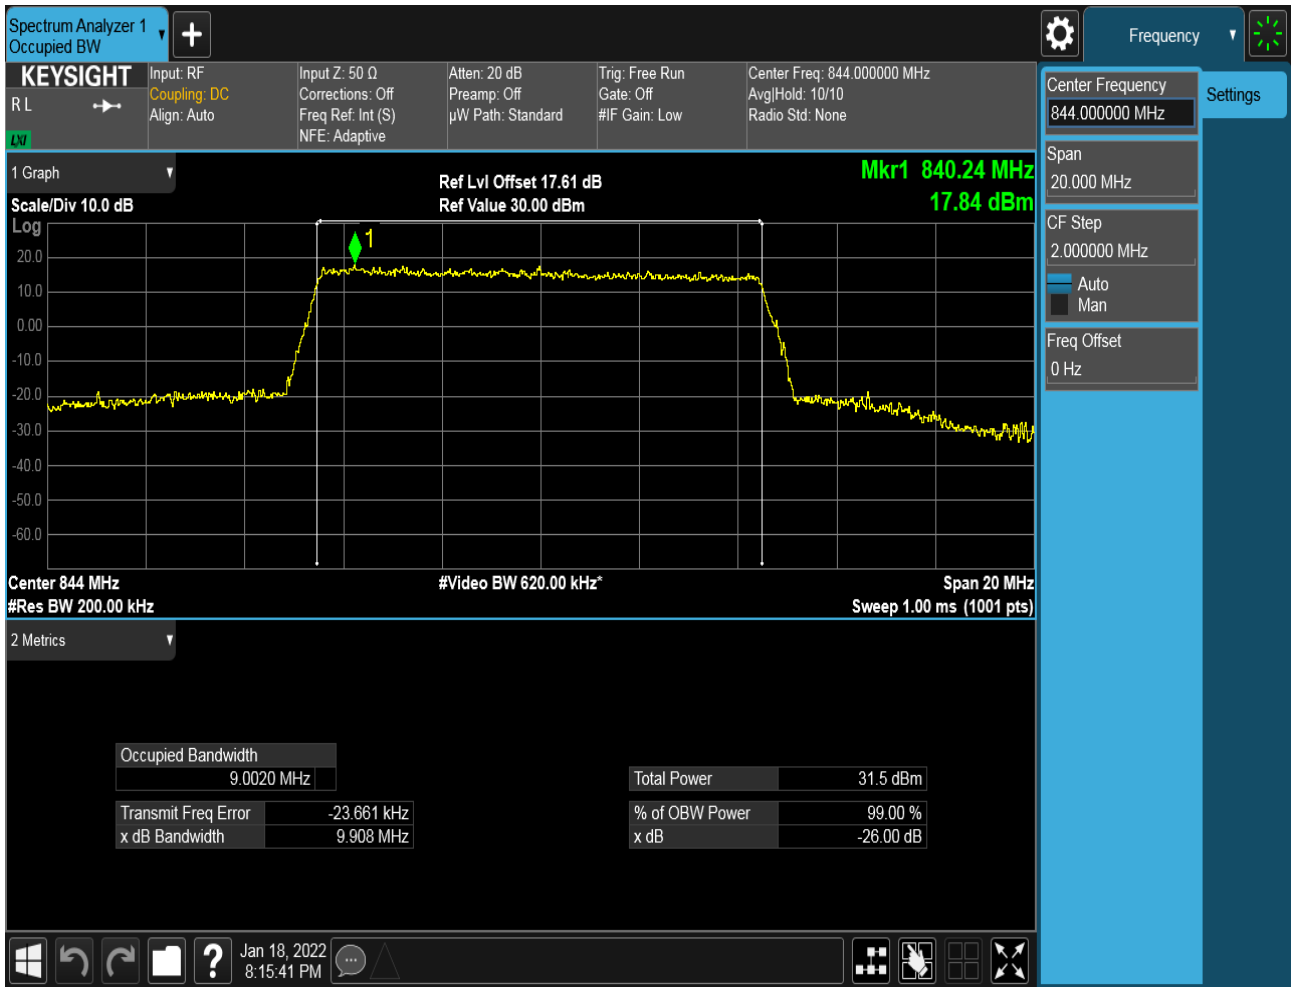 Spectrum Analyzer 1
Occupied BW
Frequency
KEYSIGHT
R L
LXI
Input: RF
Coupling: DC
Align: Auto
Input Z: 50 Ω
Corrections: Off
Freq Ref: Int (S)
NFE: Adaptive
Atten: 20 dB
Preamp: Off
µW Path: Standard
Trig: Free Run
Gate: Off
#IF Gain: Low
Center Freq: 844.000000 MHz
Avg|Hold: 10/10
Radio Std: None
Center Frequency
844.000000 MHz
Settings
Span
20.000 MHz
CF Step
2.000000 MHz
Auto
Man
Freq Offset
0 Hz
1 Graph
Scale/Div 10.0 dB
Ref Lvl Offset 17.61 dB
Ref Value 30.00 dBm
Mkr1 840.24 MHz
17.84 dBm
Log
1
20.0
10.0
0.00
-10.0
-20.0
-30.0
-40.0
-50.0
-60.0
Center 844 MHz
#Video BW 620.00 kHz*
Span 20 MHz
#Res BW 200.00 kHz
Sweep 1.00 ms (1001 pts)
2 Metrics
Occupied Bandwidth
9.0020 MHz
Transmit Freq Error -23.661 kHz
x dB Bandwidth 9.908 MHz
Total Power 31.5 dBm
% of OBW Power 99.00 %
x dB -26.00 dB
?
Jan 18, 2022
8:15:41 PM